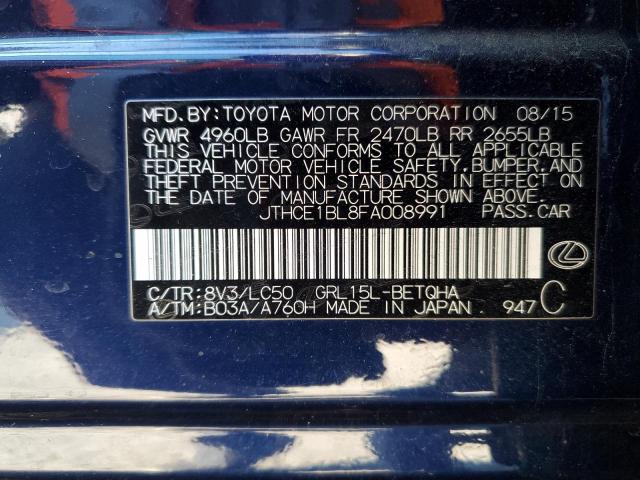 MFD.BY:TOYOTA MOTOR CORPORATION 08/15
GVWR 4960LB GAWR FR 2470LB RR 2655LB
THIS VEHICLE CONFORMS TO ALL APPLICABLE
FEDERAL MOTOR VEHICLE SAFETY,BUMPER,AND
THEFT PREVENTION STANDARDS IN EFFECT ON
THE DATE OF MANUFACTURE SHOWN ABOVE.
JTHCE1BL8FA008991 PASS.CAR
C/TR:8V3/LC50 GRL15L-BETQHA
A/TM:B03A/A760H MADE IN JAPAN 947 C